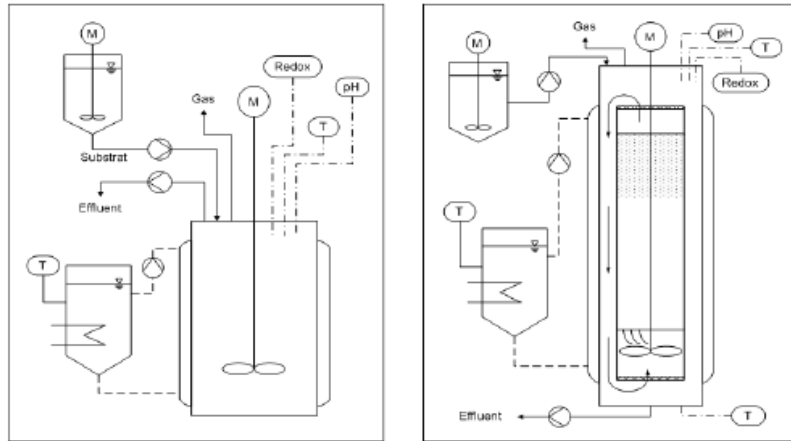 M
Redox
pH
Gas
M
T
Substrat
Effluent
T
M
Gas
M
pH
T
Redox
T
Effluent
T